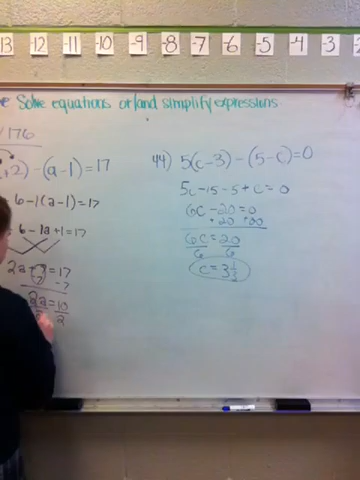 13 -12 -11 -10 -9 -8 -7 -6 -5 -4 -3
Solve equations or/and simplify expressions
176
+2) -(a-1)=17
6-1(a-1)=17
6-1a+1=17
2a+7=17
-7 -7
2a=10
2
44) 5(c-3)-(5-c)=0
5c-15-5+c=0
6c-20=0
+20 +20
6c=20
6 6
c=3 1/3